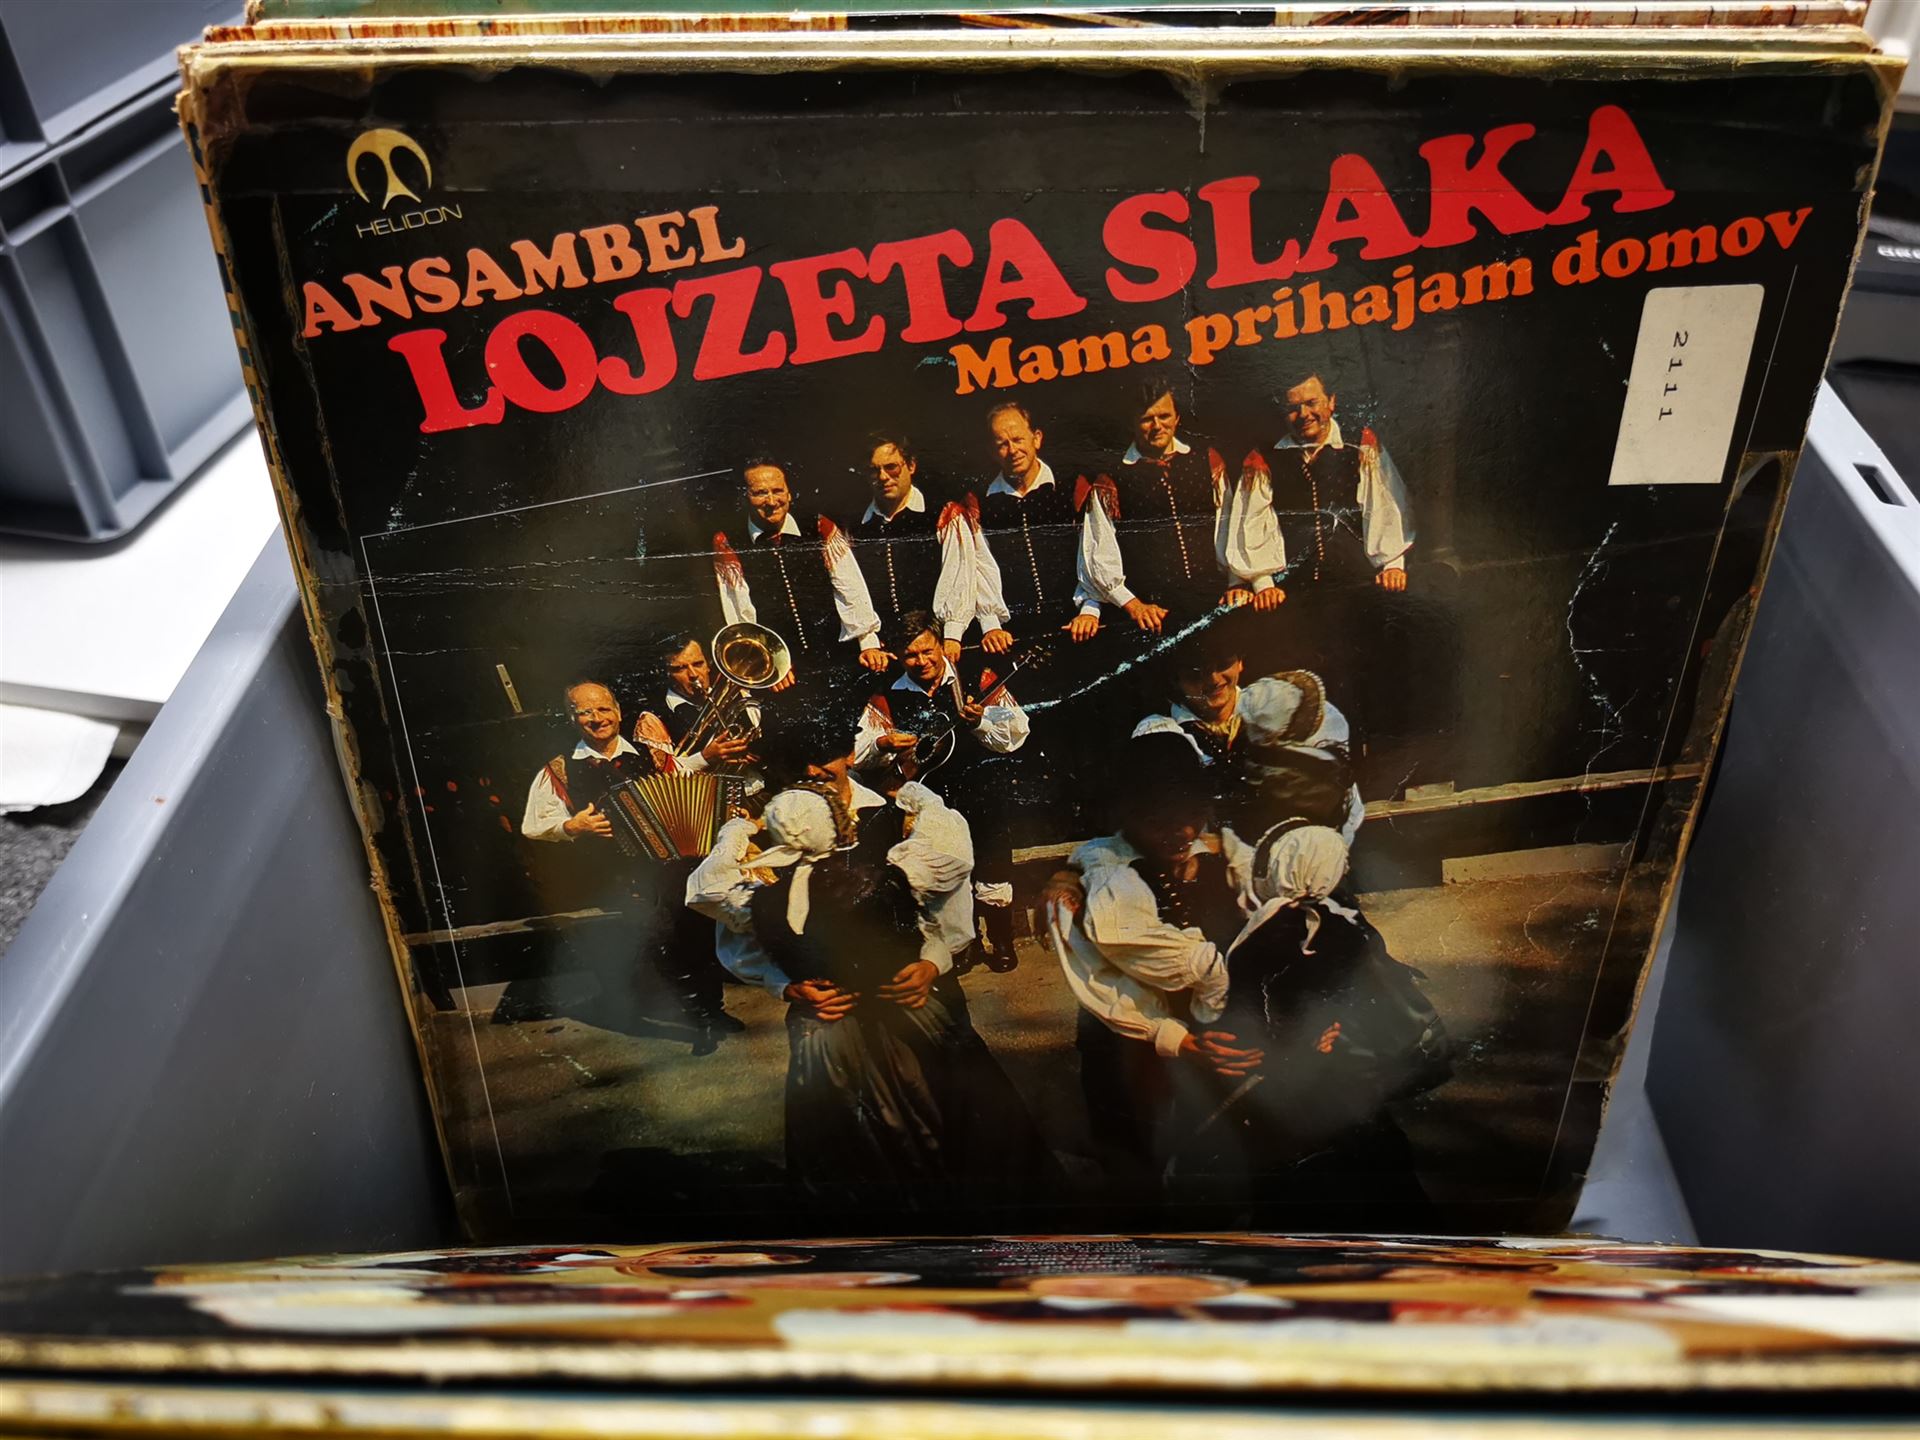 HELIDON
ANSAMBEL
LOJZETA SLAKA
Mama prihajam domov
2111